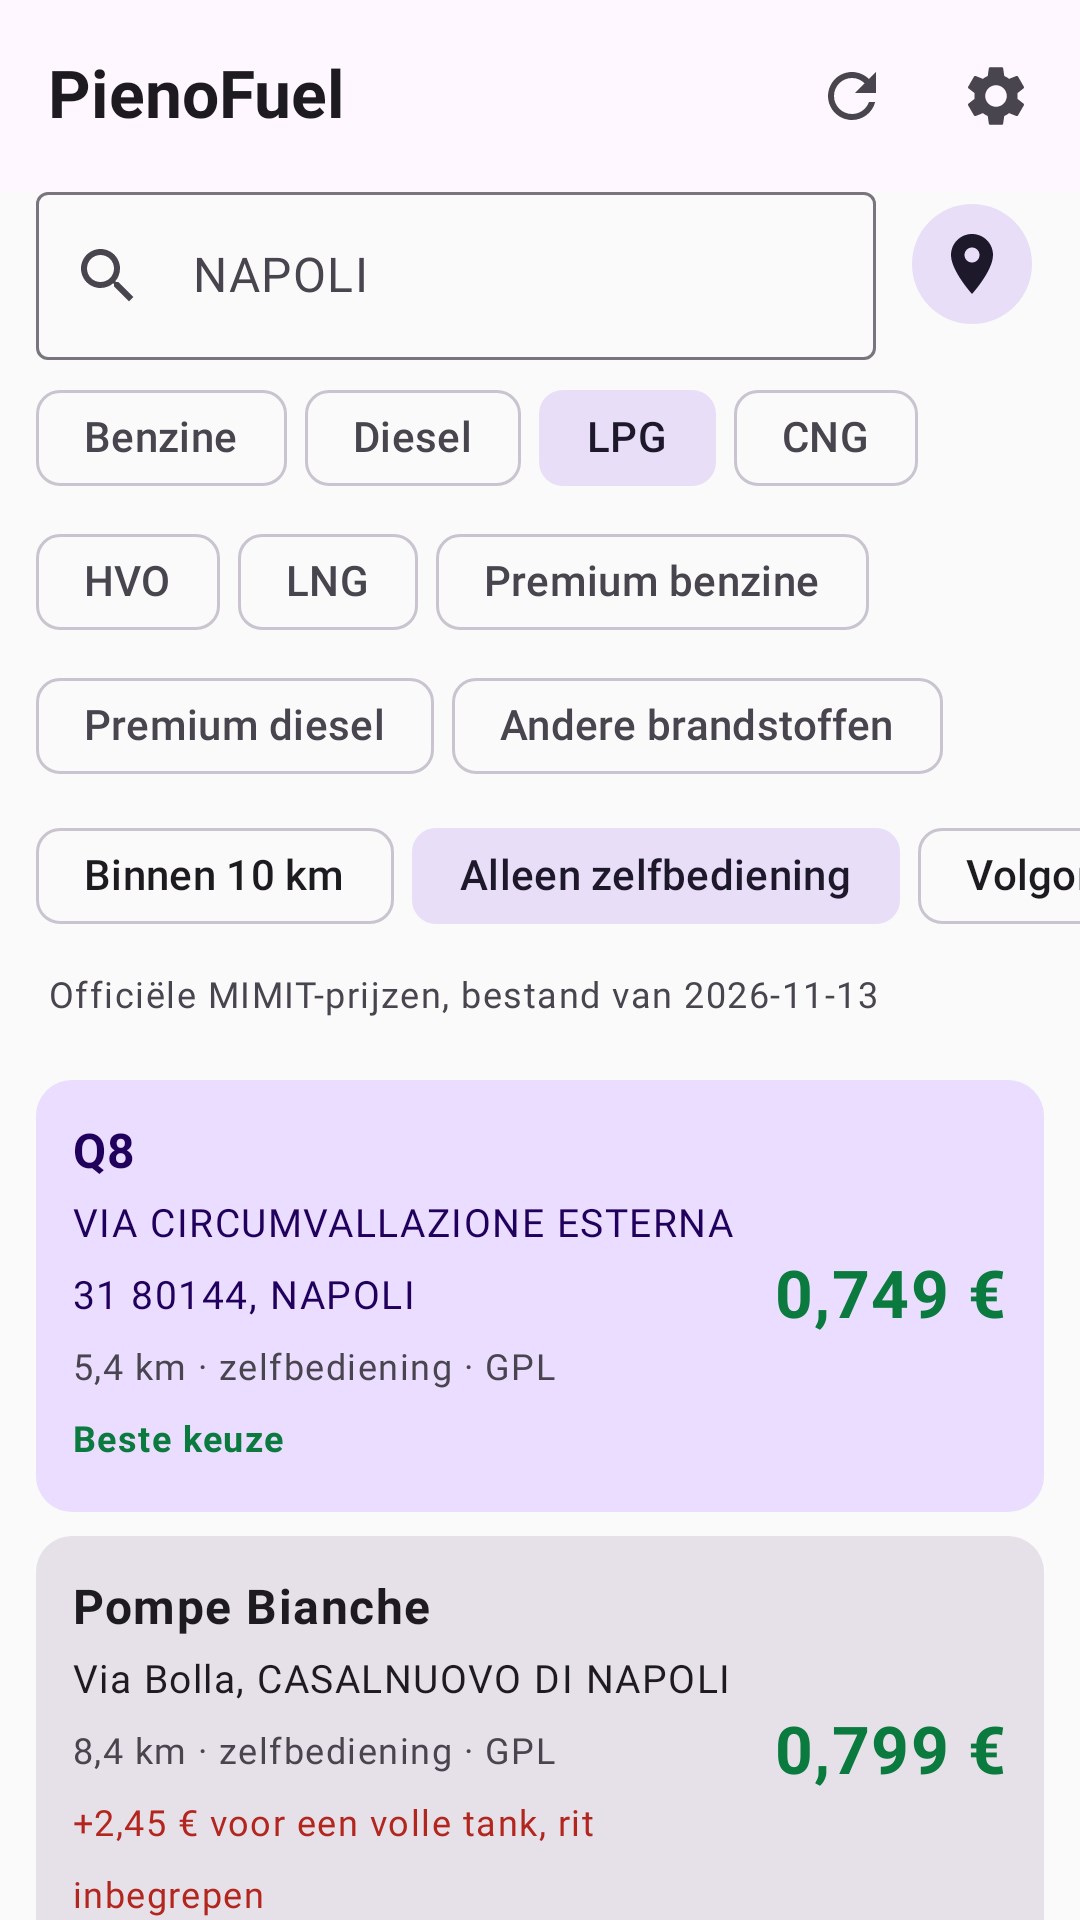 PienoFuel
NAPOLI
Benzine
Diesel
LPG
CNG
HVO
LNG
Premium benzine
Premium diesel
Andere brandstoffen
Binnen 10 km
Alleen zelfbediening
Officiële MIMIT-prijzen, bestand van 2026-11-13
Q8
VIA CIRCUMVALLAZIONE ESTERNA
31 80144, NAPOLI
0,749 €
5,4 km · zelfbediening · GPL
Beste keuze
Pompe Bianche
Via Bolla, CASALNUOVO DI NAPOLI
8,4 km · zelfbediening · GPL
0,799 €
+2,45 € voor een volle tank, rit
inbegrepen